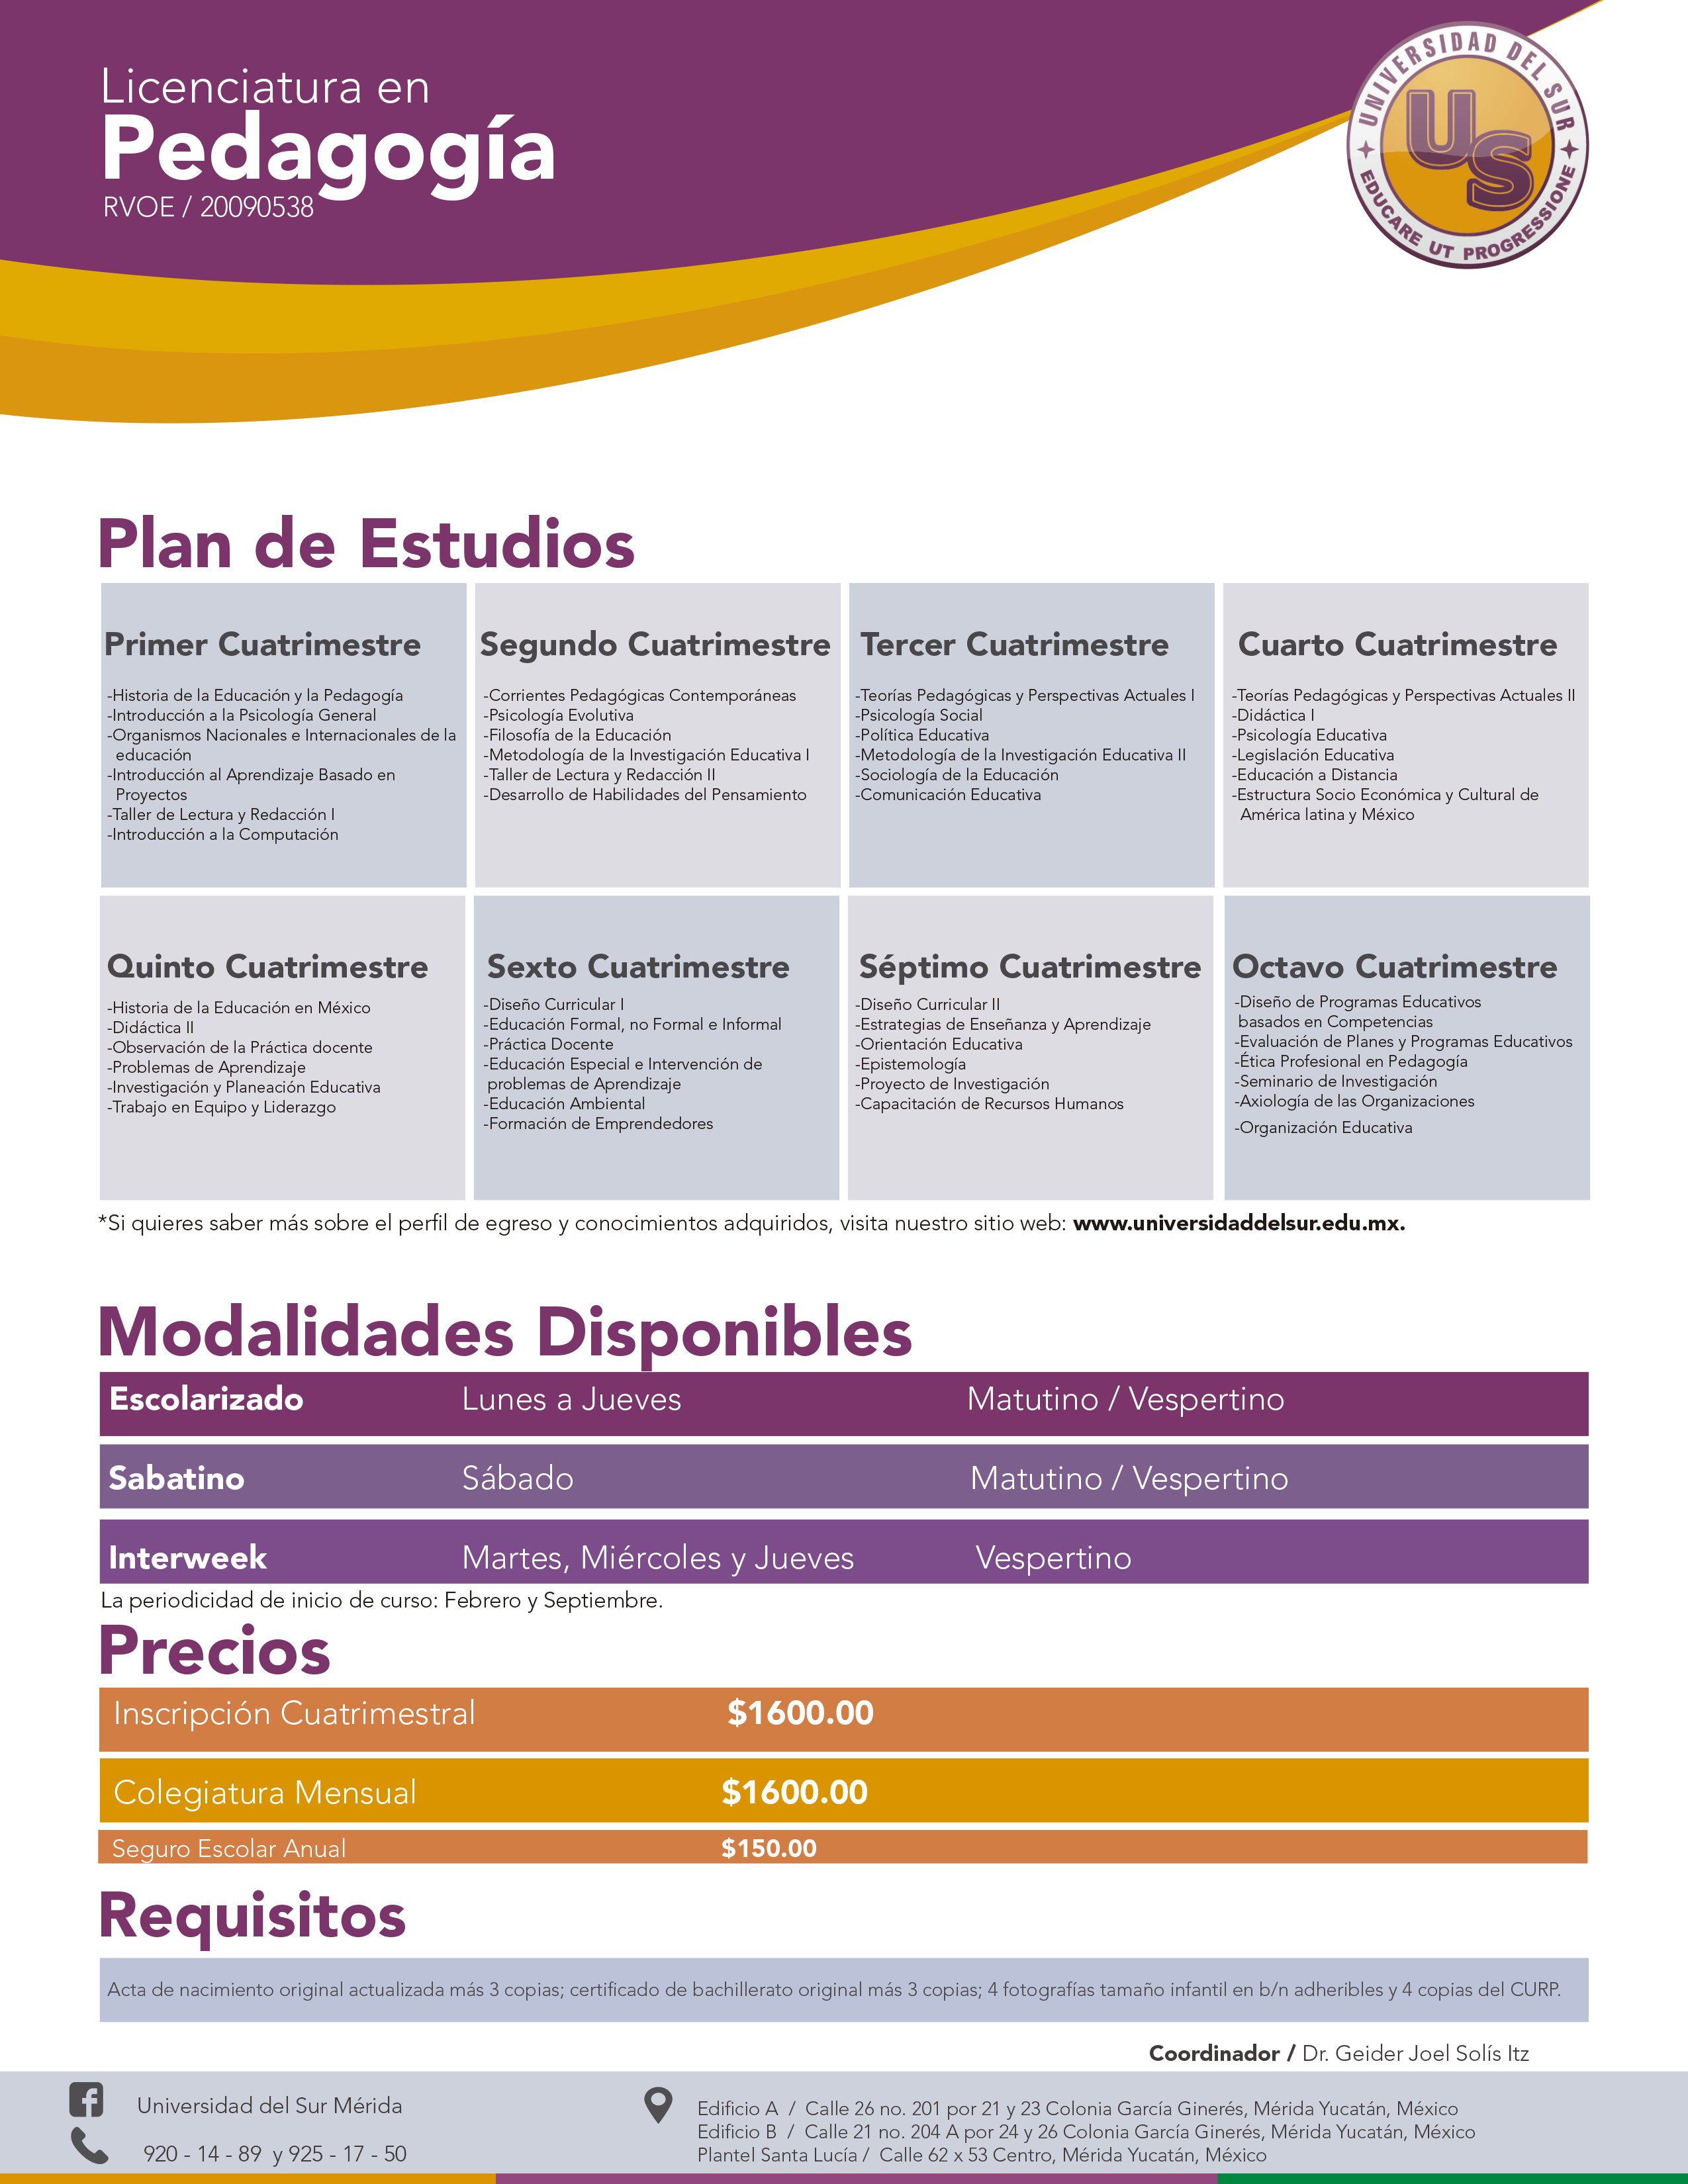 Licenciatura en
Pedagogía
RVOE / 20090538
UNIVERSIDAD DEL SUR
US
EDUCARE UT PROGRESSIONE
Plan de Estudios
Primer Cuatrimestre
-Historia de la Educación y la Pedagogía
-Introducción a la Psicología General
-Organismos Nacionales e Internacionales de la
educación
-Introducción al Aprendizaje Basado en
Proyectos
-Taller de Lectura y Redacción I
-Introducción a la Computación
Segundo Cuatrimestre
-Corrientes Pedagógicas Contemporáneas
-Psicología Evolutiva
-Filosofía de la Educación
-Metodología de la Investigación Educativa I
-Taller de Lectura y Redacción II
-Desarrollo de Habilidades del Pensamiento
Tercer Cuatrimestre
-Teorías Pedagógicas y Perspectivas Actuales I
-Psicología Social
-Política Educativa
-Metodología de la Investigación Educativa II
-Sociología de la Educación
-Comunicación Educativa
Cuarto Cuatrimestre
-Teorías Pedagógicas y Perspectivas Actuales II
-Didáctica I
-Psicología Educativa
-Legislación Educativa
-Educación a Distancia
-Estructura Socio Económica y Cultural de
América latina y México
Quinto Cuatrimestre
-Historia de la Educación en México
-Didáctica II
-Observación de la Práctica docente
-Problemas de Aprendizaje
-Investigación y Planeación Educativa
-Trabajo en Equipo y Liderazgo
Sexto Cuatrimestre
-Diseño Curricular I
-Educación Formal, no Formal e Informal
-Práctica Docente
-Educación Especial e Intervención de
problemas de Aprendizaje
-Educación Ambiental
-Formación de Emprendedores
Séptimo Cuatrimestre
-Diseño Curricular II
-Estrategias de Enseñanza y Aprendizaje
-Orientación Educativa
-Epistemología
-Proyecto de Investigación
-Capacitación de Recursos Humanos
Octavo Cuatrimestre
-Diseño de Programas Educativos
basados en Competencias
-Evaluación de Planes y Programas Educativos
-Ética Profesional en Pedagogía
-Seminario de Investigación
-Axiología de las Organizaciones
-Organización Educativa
*Si quieres saber más sobre el perfil de egreso y conocimientos adquiridos, visita nuestro sitio web: www.universidaddelsur.edu.mx.
Modalidades Disponibles
Escolarizado Lunes a Jueves Matutino / Vespertino
Sabatino Sábado Matutino / Vespertino
Interweek Martes, Miércoles y Jueves Vespertino
La periodicidad de inicio de curso: Febrero y Septiembre.
Precios
Inscripción Cuatrimestral $1600.00
Colegiatura Mensual $1600.00
Seguro Escolar Anual $150.00
Requisitos
Acta de nacimiento original actualizada más 3 copias; certificado de bachillerato original más 3 copias; 4 fotografías tamaño infantil en b/n adheribles y 4 copias del CURP.
Coordinador / Dr. Geider Joel Solís Itz
Universidad del Sur Mérida
920 - 14 - 89 y 925 - 17 - 50
Edificio A / Calle 26 no. 201 por 21 y 23 Colonia García Ginerés, Mérida Yucatán, México
Edificio B / Calle 21 no. 204 A por 24 y 26 Colonia García Ginerés, Mérida Yucatán, México
Plantel Santa Lucía / Calle 62 x 53 Centro, Mérida Yucatán, México